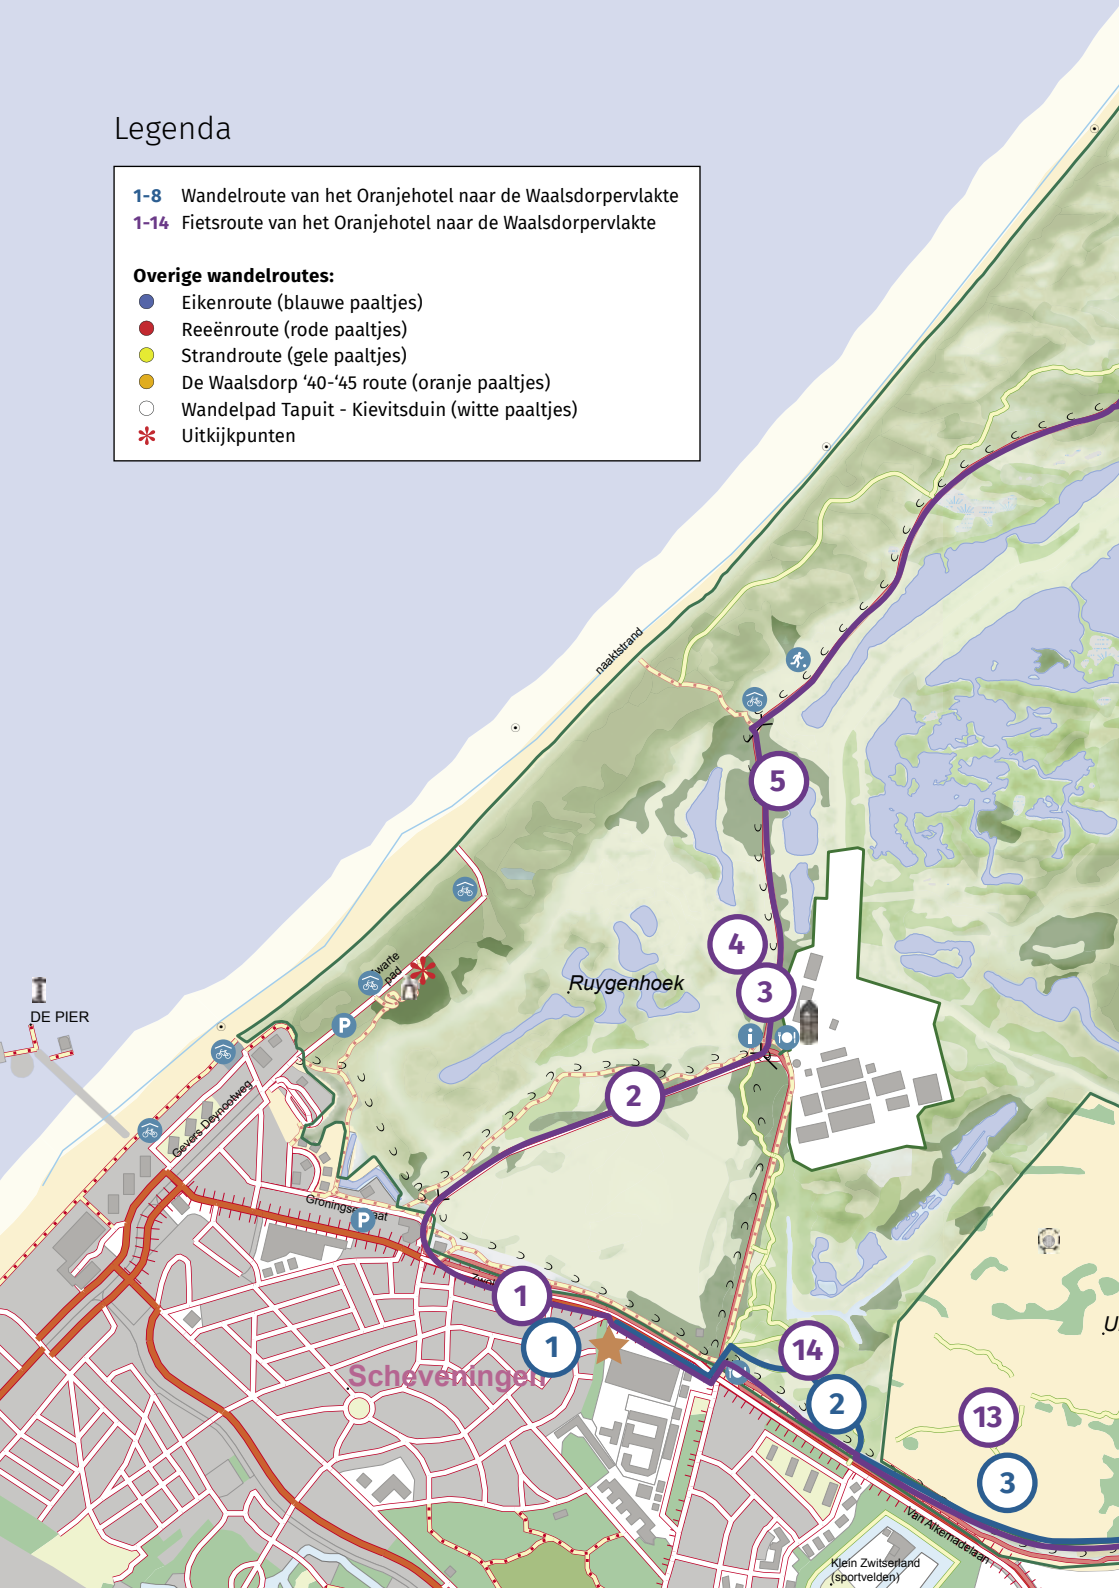 Legenda
1-8 Wandelroute van het Oranjehotel naar de Waalsdorpervlakte
1-14 Fietsroute van het Oranjehotel naar de Waalsdorpervlakte
Overige wandelroutes:
Eikenroute (blauwe paaltjes)
Reeënroute (rode paaltjes)
Strandroute (gele paaltjes)
De Waalsdorp ‘40-‘45 route (oranje paaltjes)
Wandelpad Tapuit - Kievitsduin (witte paaltjes)
Uitkijkpunten
naaktstrand
5
4
3
pad
Ruygenhoek
DE PIER
P
i
2
Gevers Deynootweg
P
1
1
14
Scheveningen
2
13
3
Van Alkemadelaan
Klein Zwitserland
(sportvelden)